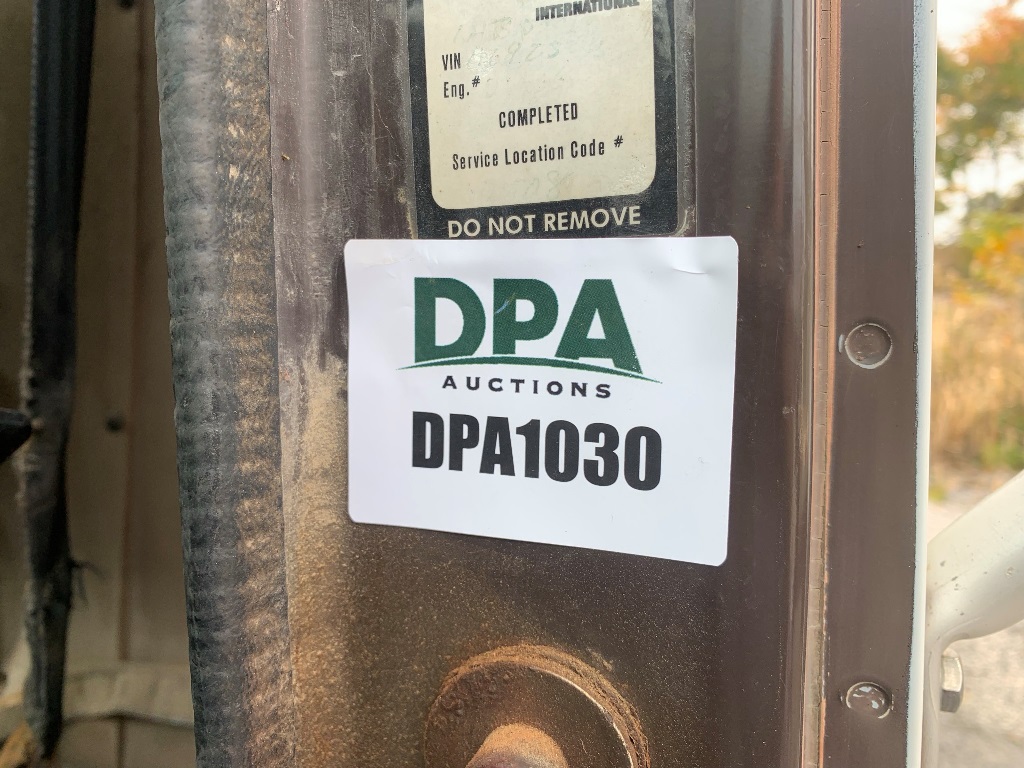 INTERNATIONAL
VIN
Eng.#
COMPLETED
Service Location Code #
DO NOT REMOVE
DPA
AUCTIONS
DPA1030